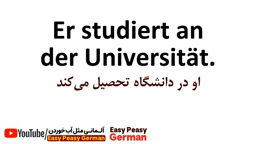 Er studiert an
der Universität.
او در دانشگاه تحصیل می‌کند
YouTube/آلمانی مثل آب خوردن Easy Peasy
Easy Peasy German German